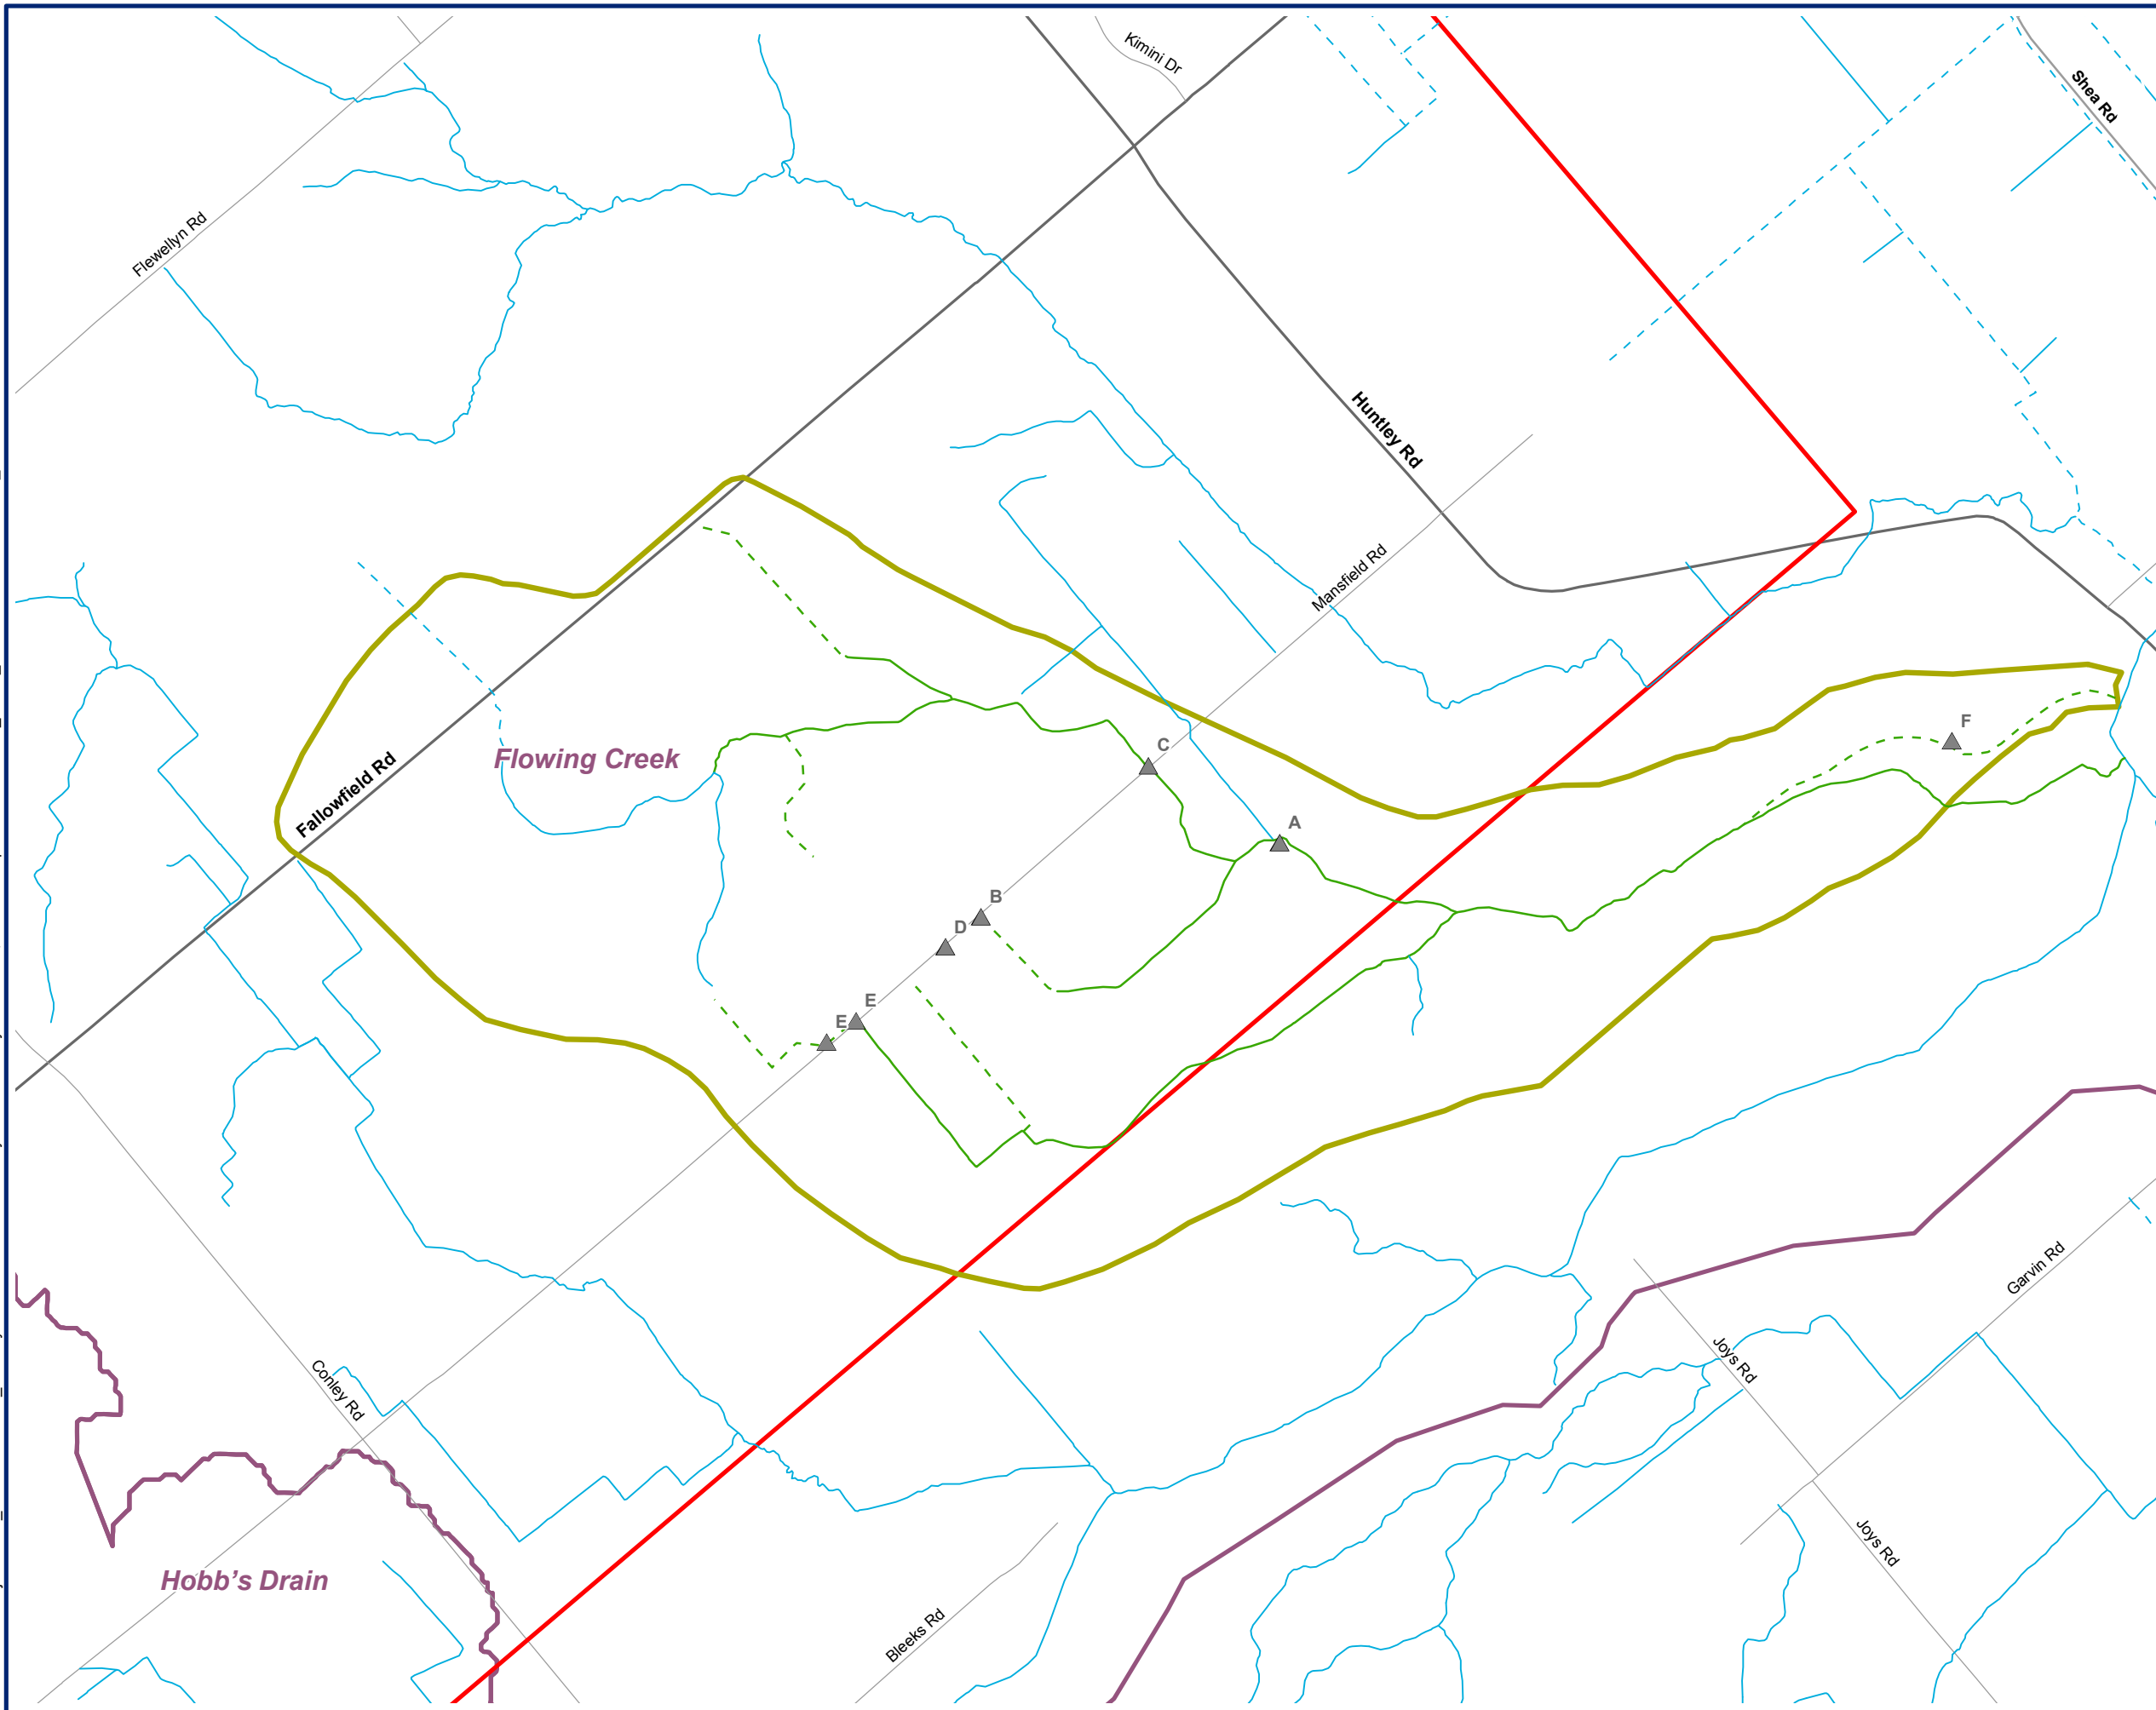 Kimini Dr
Shea Rd
Flewellyn Rd
Huntley Rd
Mansfield Rd
F
C
Flowing Creek
Fallowfield Rd
A
B
D
E
E
Garvin Rd
Joys Rd
Conley Rd
Joys Rd
Hobb's Drain
Bleeks Rd